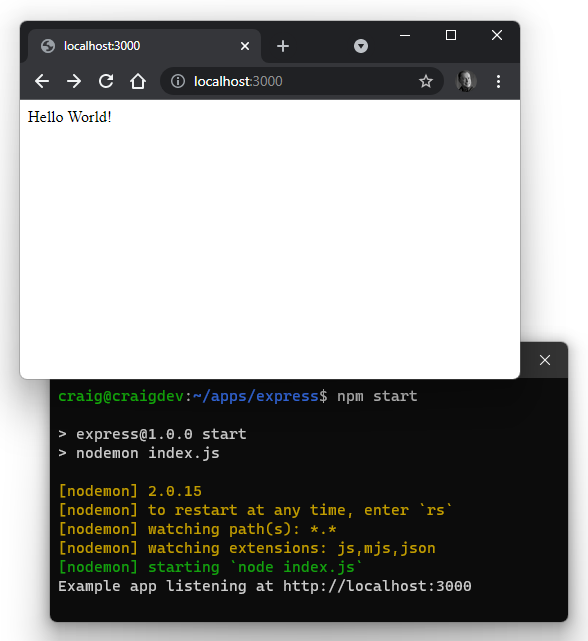 localhost:3000
localhost:3000
Hello World!
craig@craigdev:~/apps/express$ npm start
> express@1.0.0 start
> nodemon index.js
[nodemon] 2.0.15
[nodemon] to restart at any time, enter `rs`
[nodemon] watching path(s): *.*
[nodemon] watching extensions: js,mjs,json
[nodemon] starting `node index.js`
Example app listening at http://localhost:3000